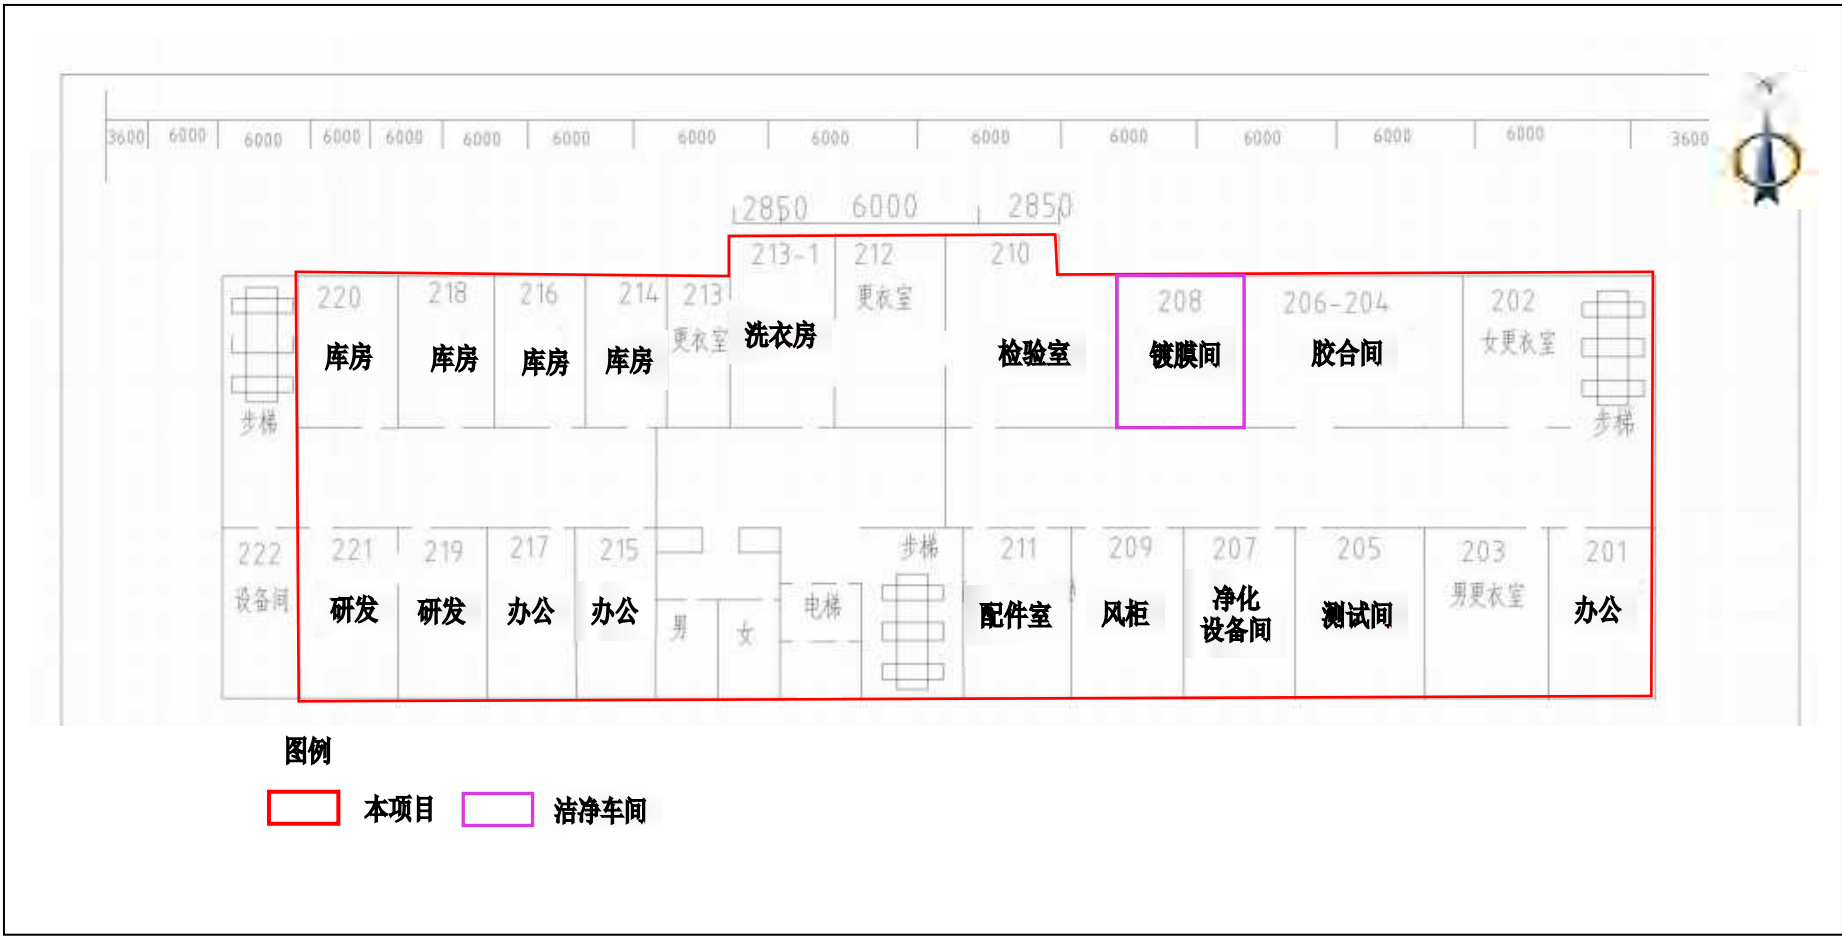 3600 6000 6000 6000 6000 6000 6000 6000 6000 6000 6000 6000 6000 6000 3600
2850 6000 2850
213-1 212 210
更衣室
220 218 216 214 213 208 206-204 202
库房 库房 库房 库房 更衣室 洗衣房 检验室 镀膜间 胶合间 女更衣室
步梯 步梯
222 221 219 217 215 步梯 211 209 207 205 203 201
设备间 研发 研发 办公 办公 男 女 电梯 配件室 风柜 净化 测试间 男更衣室 办公
设备间
图例
本项目 洁净车间